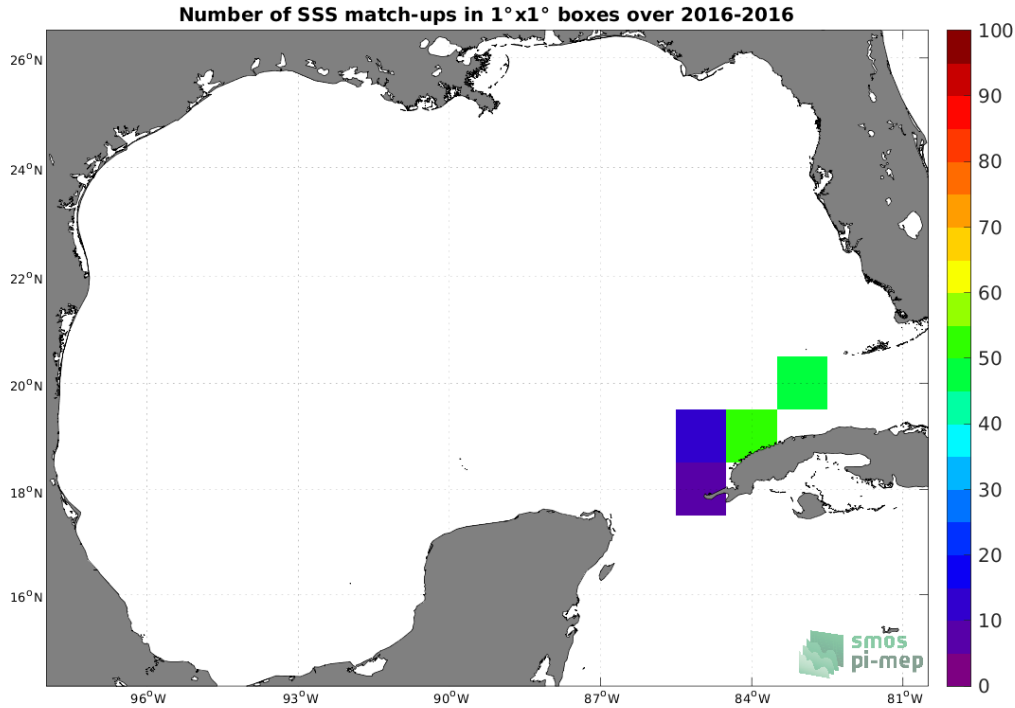 Number of SSS match-ups in 1°x1° boxes over 2016-2016
26°N
24°N
22°N
20°N
18°N
16°N
96°W
93°W
90°W
87°W
84°W
81°W
100
90
80
70
60
50
40
30
20
10
0
smos
pi-mep